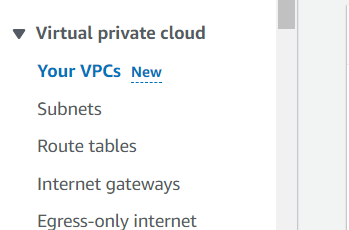 Virtual private cloud
Your VPCs New
Subnets
Route tables
Internet gateways
Egress-only internet